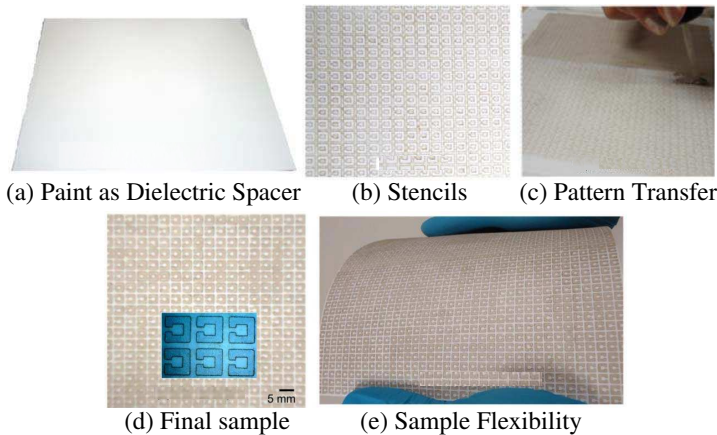 (a) Paint as Dielectric Spacer
(b) Stencils
(c) Pattern Transfer
5 mm
(d) Final sample
(e) Sample Flexibility